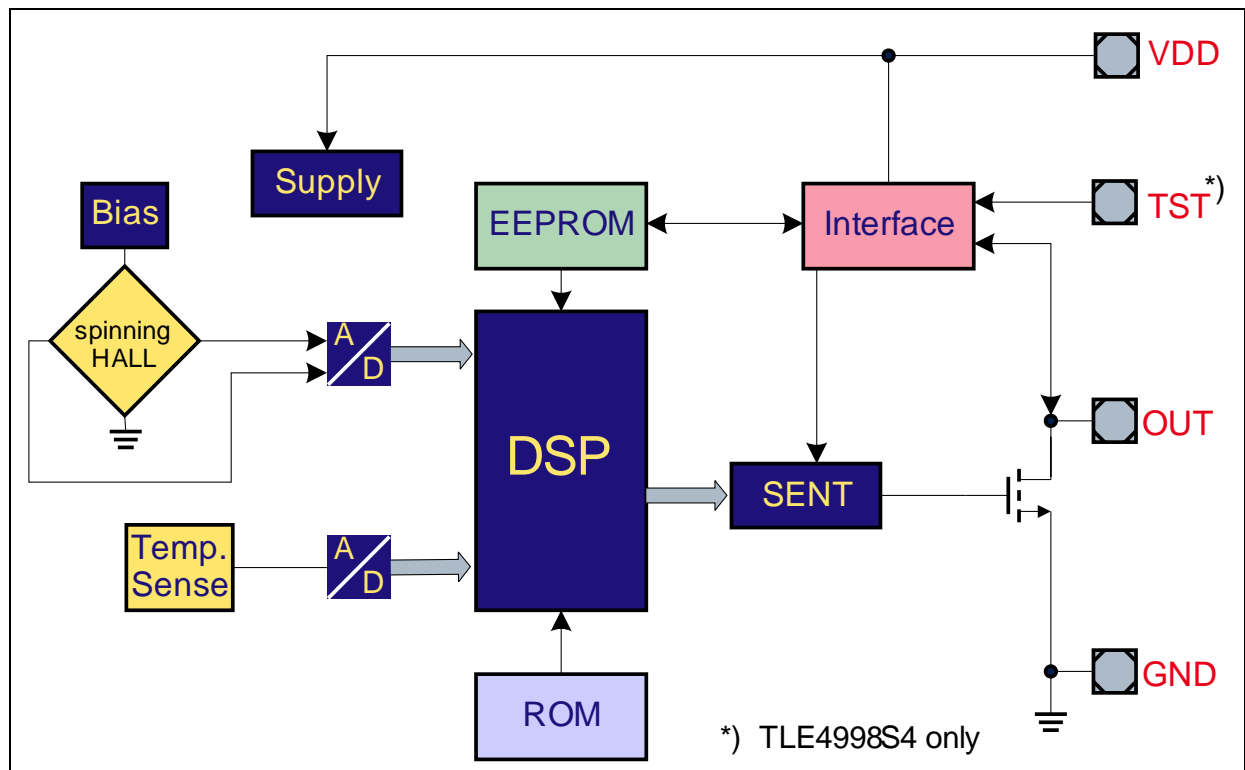 VDD
Supply
Bias
TST*)
EEPROM
Interface
spinning
HALL
A
D
OUT
DSP
SENT
Temp.
Sense
A
D
GND
ROM
*) TLE4998S4 only